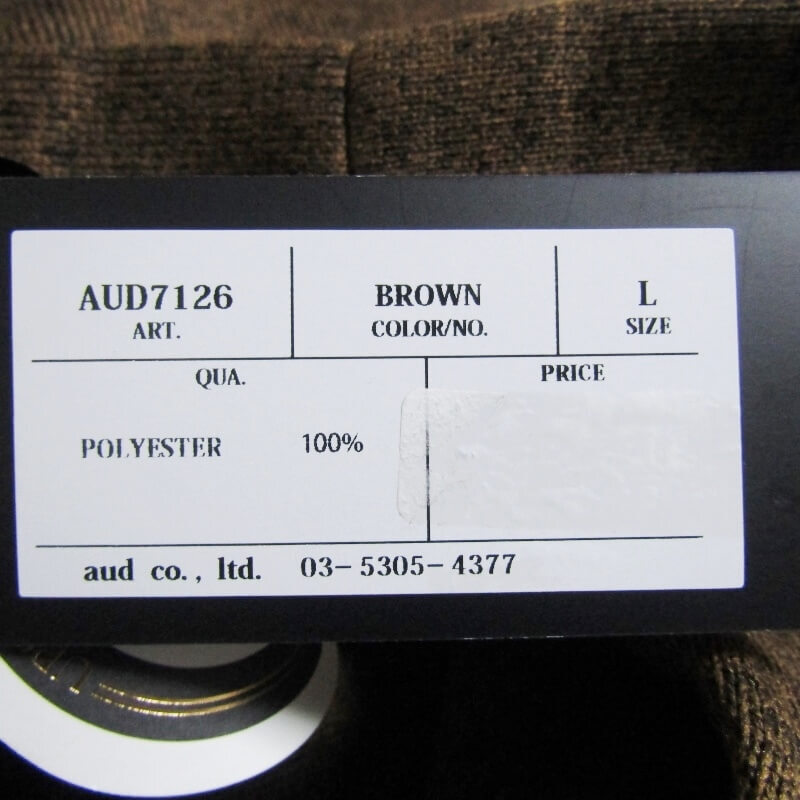 AUD7126 BROWN L
ART. COLOR/NO. SIZE
QUA. PRICE
POLYESTER 100%
aud co., ltd. 03-5305-4377